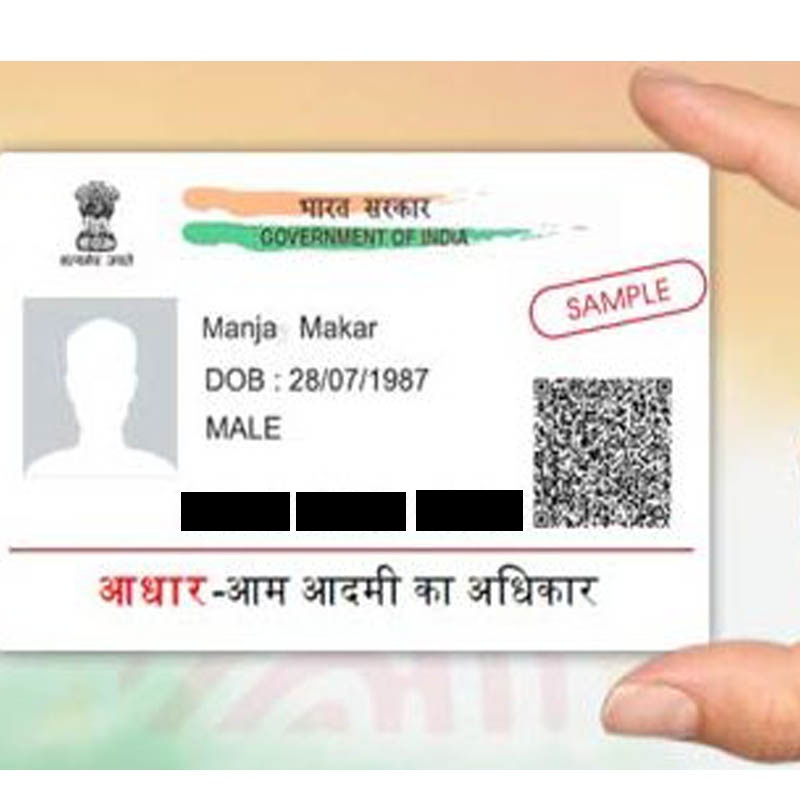 भारत सरकार
GOVERNMENT OF INDIA
सत्यमेव जयते
SAMPLE
Manja Makar
DOB : 28/07/1987
MALE
आधार-आम आदमी का अधिकार